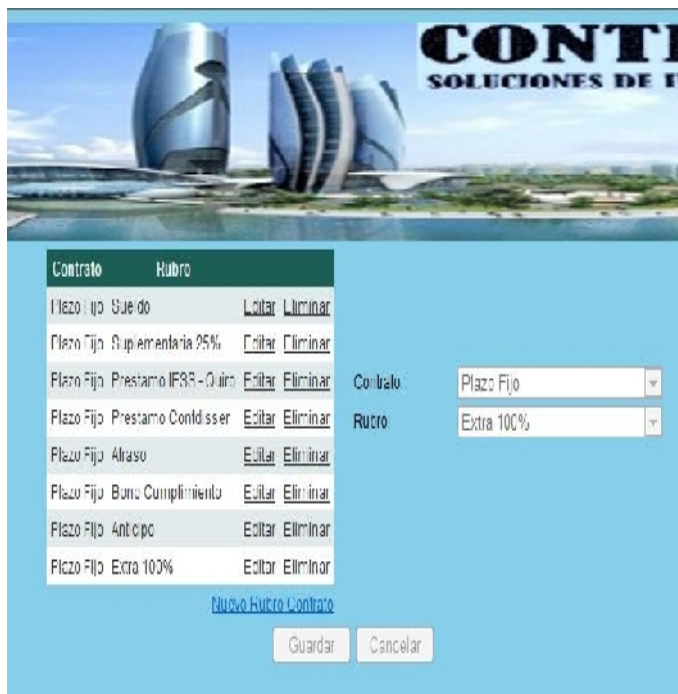 CONTI
SOLUCIONES DE I
Contrato Rubro
Plazo Fijo Sueldo Editar Eliminar
Plazo Fijo Suplementaria 25% Editar Eliminar
Plazo Fijo Prestamo IESS - Quiro Editar Eliminar
Plazo Fijo Prestamo Contdisser Editar Eliminar
Plazo Fijo Atraso Editar Eliminar
Plazo Fijo Bono Cumplimiento Editar Eliminar
Plazo Fijo Anticipo Editar Eliminar
Plazo Fijo Extra 100% Editar Eliminar
Nuevo Rubro Contrato
Contrato Plazo Fijo
Rubro Extra 100%
Guardar Cancelar